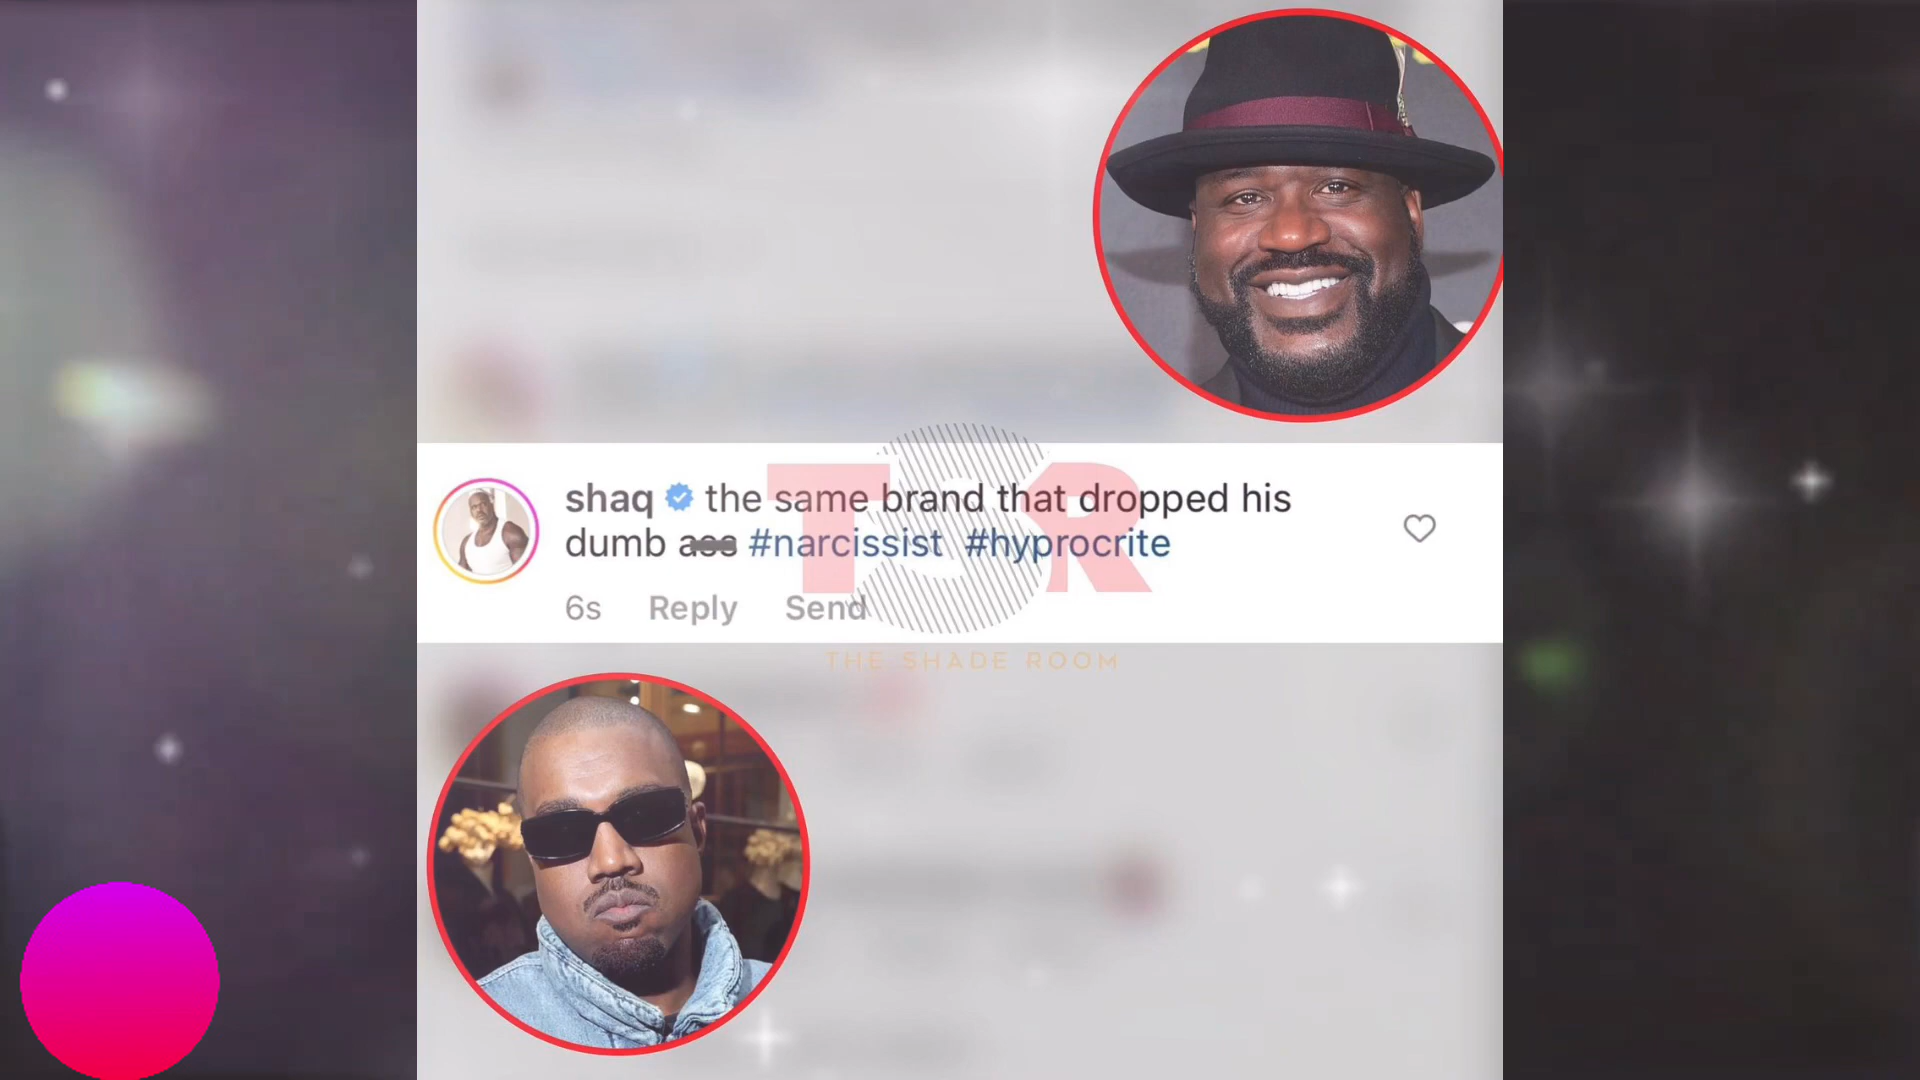 shaq the same brand that dropped his
dumb ass #narcissist #hyprocrite
6s Reply Send
TSR
THE SHADE ROOM